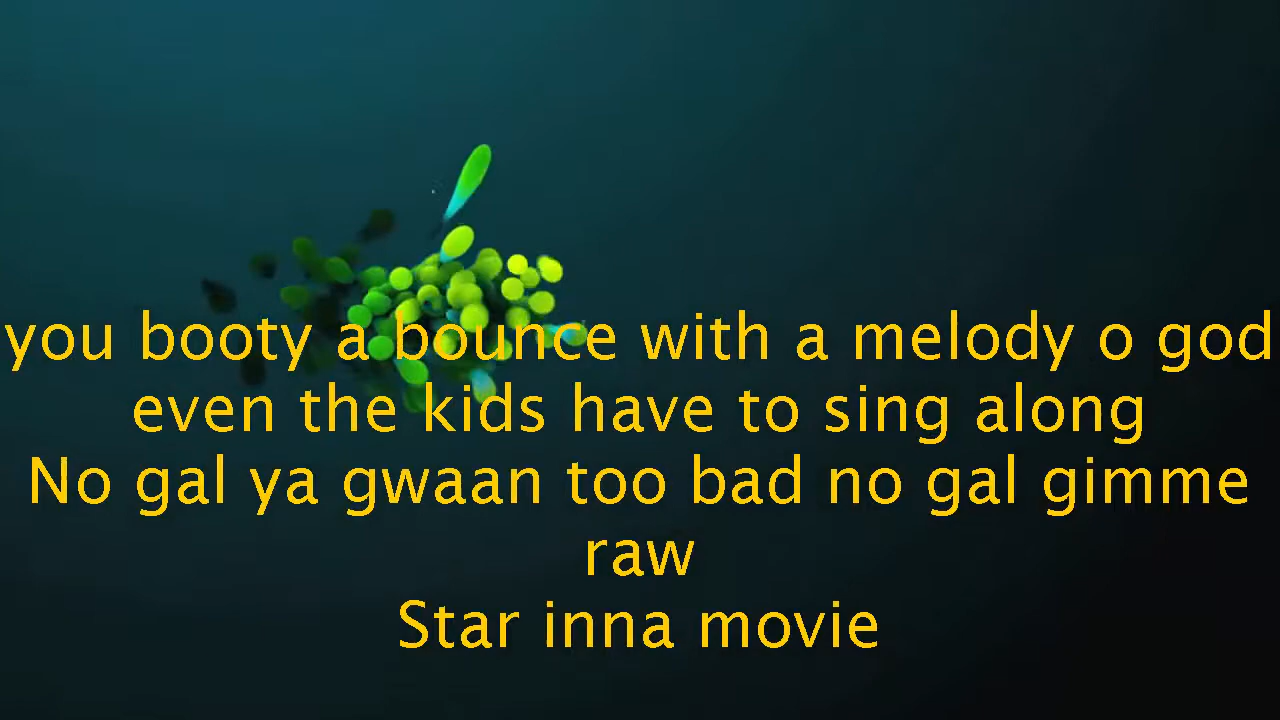 you booty a bounce with a melody o god
even the kids have to sing along
No gal ya gwaan too bad no gal gimme
raw
Star inna movie